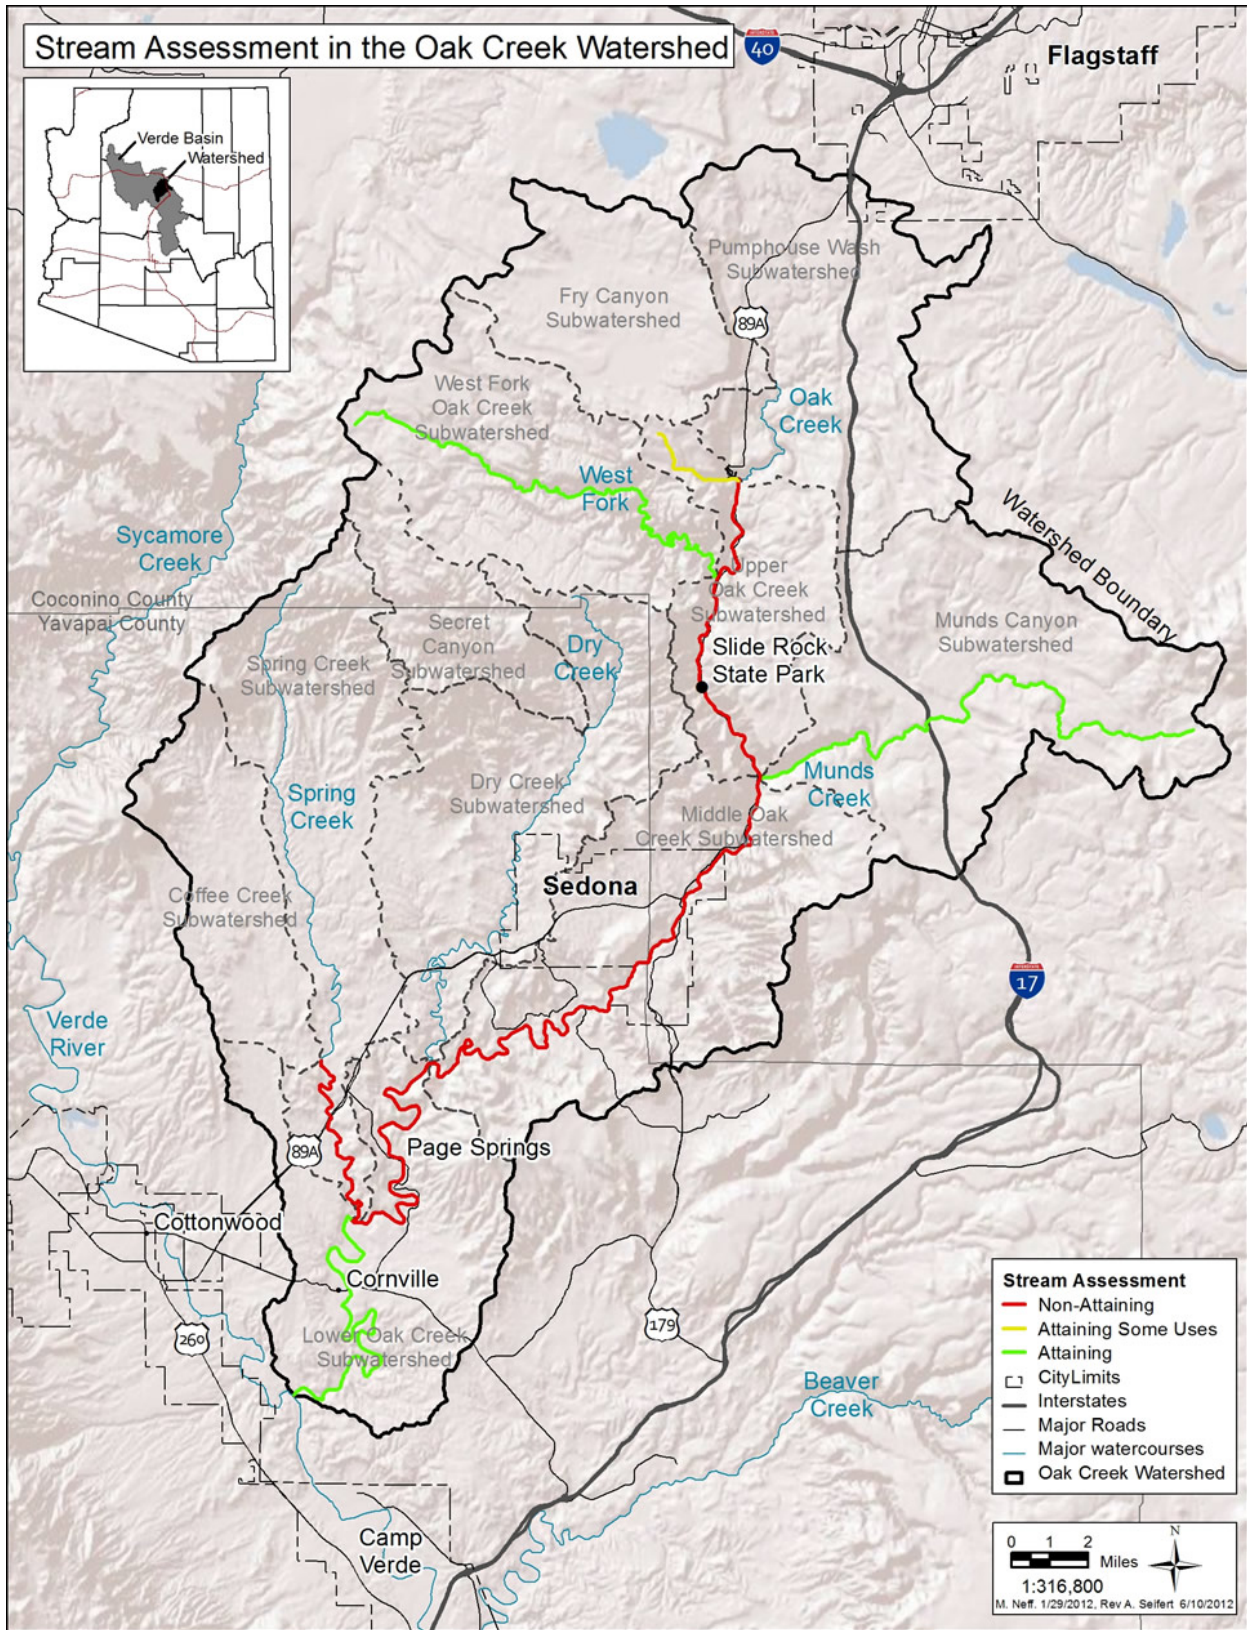 Stream Assessment in the Oak Creek Watershed
40
Flagstaff
Verde Basin
Watershed
Pumphouse Wash
Subwatershed
Fry Canyon
Subwatershed
89A
West Fork
Oak Creek
Subwatershed
Oak
Creek
West
Fork
Watershed Boundary
Sycamore
Creek
Upper
Oak Creek
Subwatershed
Coconino County
Yavapai County
Munds Canyon
Subwatershed
Secret
Canyon
Subwatershed
Dry
Creek
Spring Creek
Subwatershed
Slide Rock
State Park
Munds
Creek
Dry Creek
Subwatershed
Spring
Creek
Middle Oak
Creek Subwatershed
Sedona
Coffee Creek
Subwatershed
17
Verde
River
89A
Page Springs
Cottonwood
Cornville
260
Lower Oak Creek
Subwatershed
179
Beaver
Creek
Camp
Verde
Stream Assessment
Non-Attaining
Attaining Some Uses
Attaining
CityLimits
Interstates
Major Roads
Major watercourses
Oak Creek Watershed
0 1 2
Miles
N
1:316,800
M. Neff. 1/29/2012, Rev A. Seifert 6/10/2012